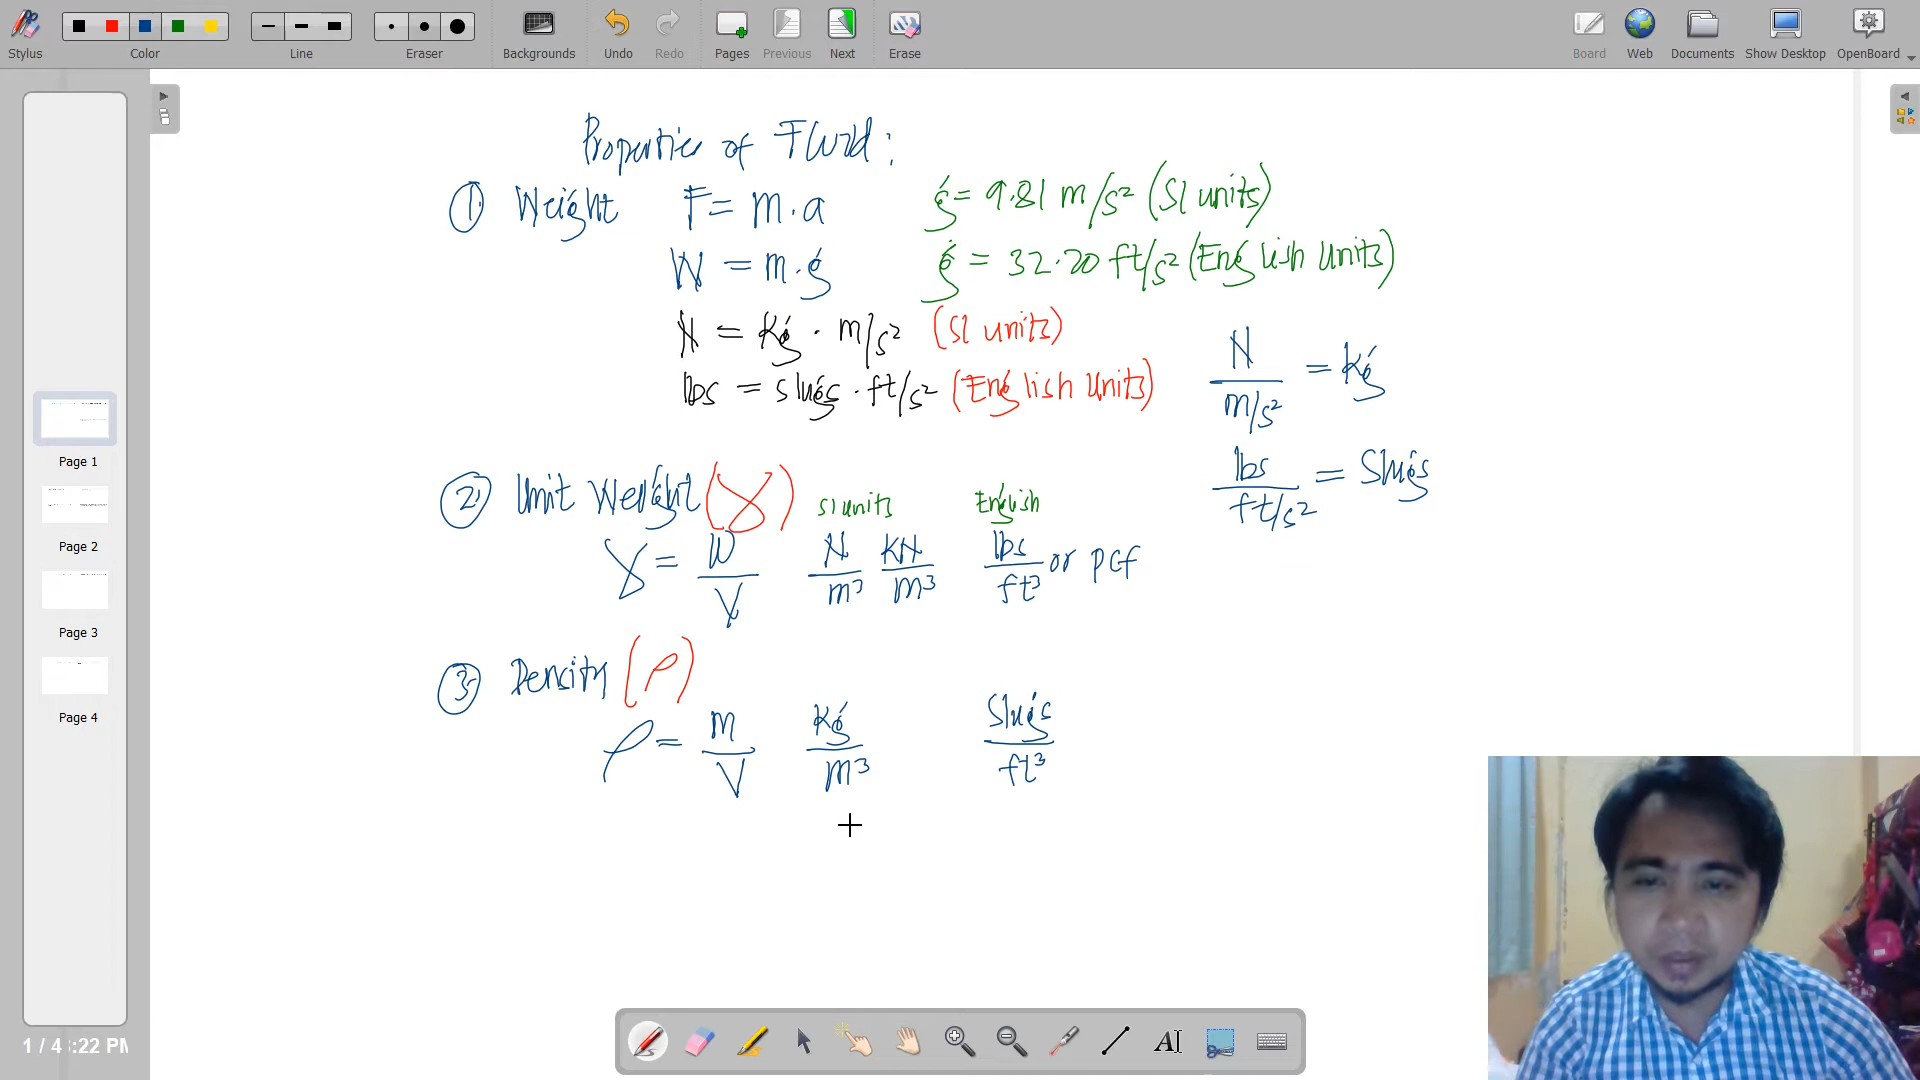 Stylus Color Line Eraser Backgrounds Undo Redo Pages Previous Next Erase Board Web Documents Show Desktop OpenBoard
Properties of Fluid:
① Weight F = m.a g = 9.81 m/s² (SI units)
W = m.g g = 32.20 ft/s² (English Units)
N = Kg · m/s² (SI units)
lbs = slugs · ft/s² (English Units)
N/m/s² = Kg
lbs/ft/s² = Slugs
② Unit Weight (γ) SI units English
γ = W/V N/m³ KN/m³ lbs/ft³ or PCF
③ Density (ρ)
ρ = m/V Kg/m³ Slugs/ft³
Page 1
Page 2
Page 3
Page 4
1 / 4 :22 PM